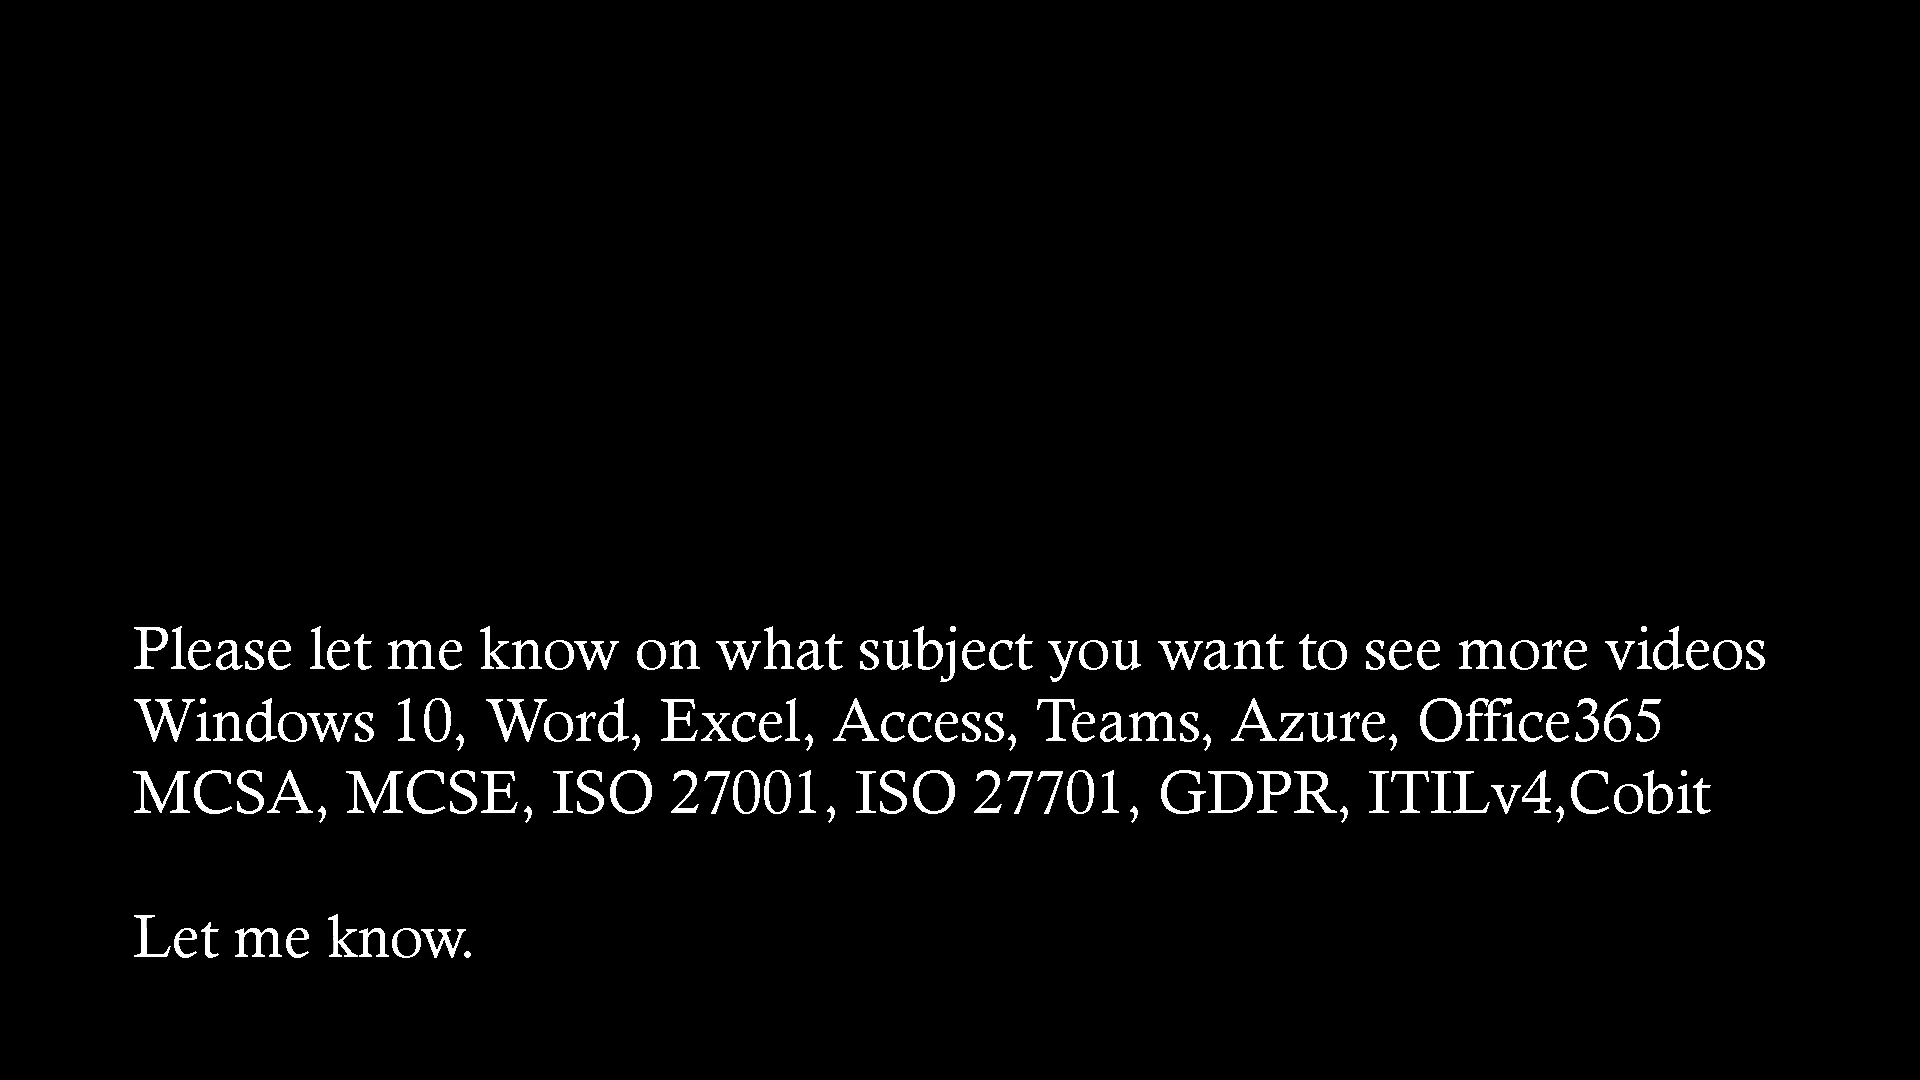 Please let me know on what subject you want to see more videos
Windows 10, Word, Excel, Access, Teams, Azure, Office365
MCSA, MCSE, ISO 27001, ISO 27701, GDPR, ITILv4,Cobit
Let me know.